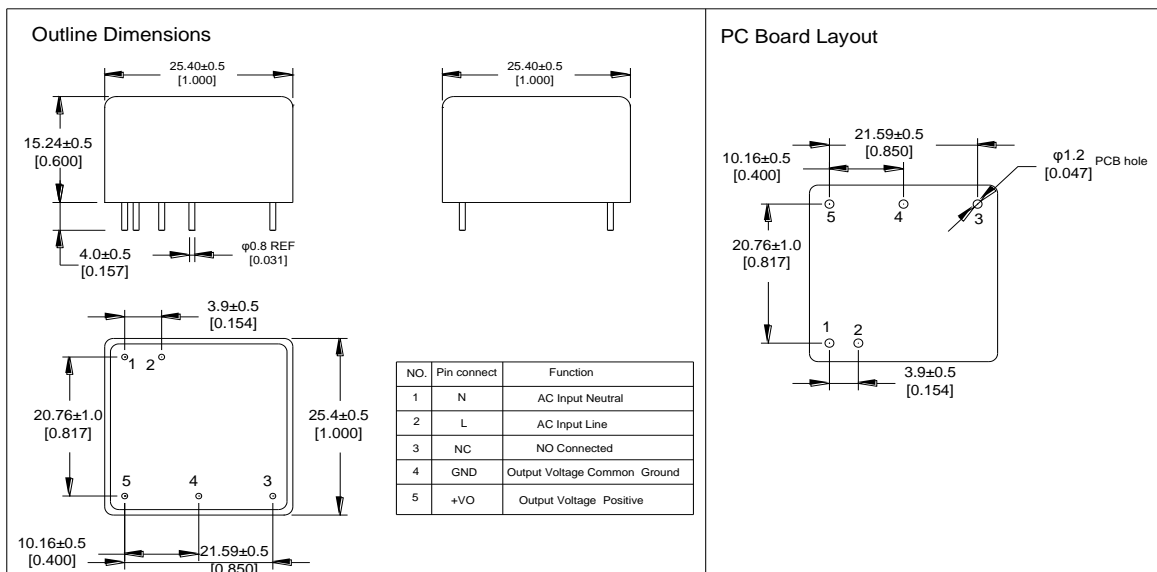 Outline Dimensions
25.40±0.5
[1.000]
25.40±0.5
[1.000]
15.24±0.5
[0.600]
4.0±0.5
[0.157]
φ0.8 REF
[0.031]
3.9±0.5
[0.154]
1 2
20.76±1.0
[0.817]
25.4±0.5
[1.000]
5 4 3
10.16±0.5
[0.400]
21.59±0.5
[0.850]
NO. Pin connect Function
1 N AC Input Neutral
2 L AC Input Line
3 NC NO Connected
4 GND Output Voltage Common Ground
5 +VO Output Voltage Positive
PC Board Layout
21.59±0.5
[0.850]
10.16±0.5
[0.400]
φ1.2
[0.047]
PCB hole
5 4 3
20.76±1.0
[0.817]
1 2
3.9±0.5
[0.154]